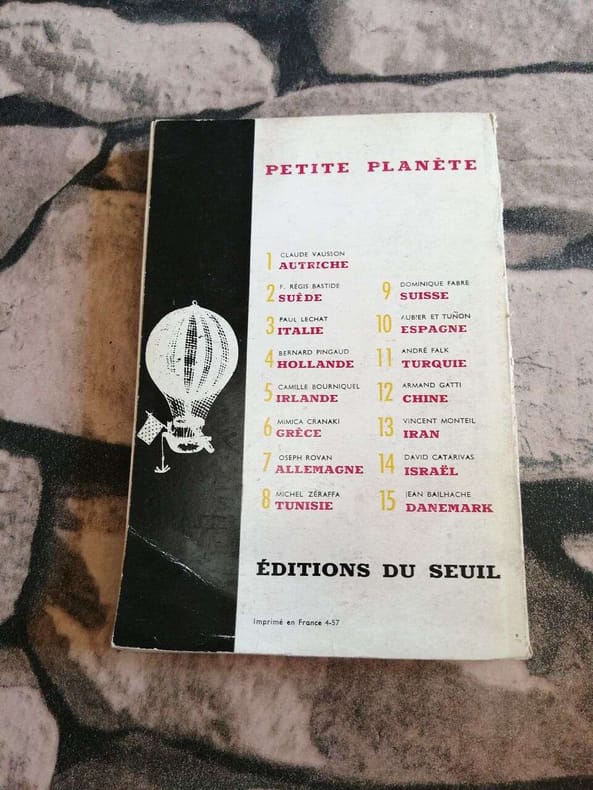 PETITE PLANÈTE
1 CLAUDE VAUSSON
AUTRICHE
2 F. RÉGIS BASTIDE
SUÈDE
3 PAUL LECHAT
ITALIE
4 BERNARD PINGAUD
HOLLANDE
5 CAMILLE BOURNIQUEL
IRLANDE
6 MIMICA CRANAKI
GRÈCE
7 OSEPH ROVAN
ALLEMAGNE
8 MICHEL ZÉRAFFA
TUNISIE
9 DOMINIQUE FABRE
SUISSE
10 AUBIER ET TUÑON
ESPAGNE
11 ANDRÉ FALK
TURQUIE
12 ARMAND GATTI
CHINE
13 VINCENT MONTEIL
IRAN
14 DAVID CATARIVAS
ISRAËL
15 JEAN BAILHACHE
DANEMARK
ÉDITIONS DU SEUIL
Imprimé en France 4-57